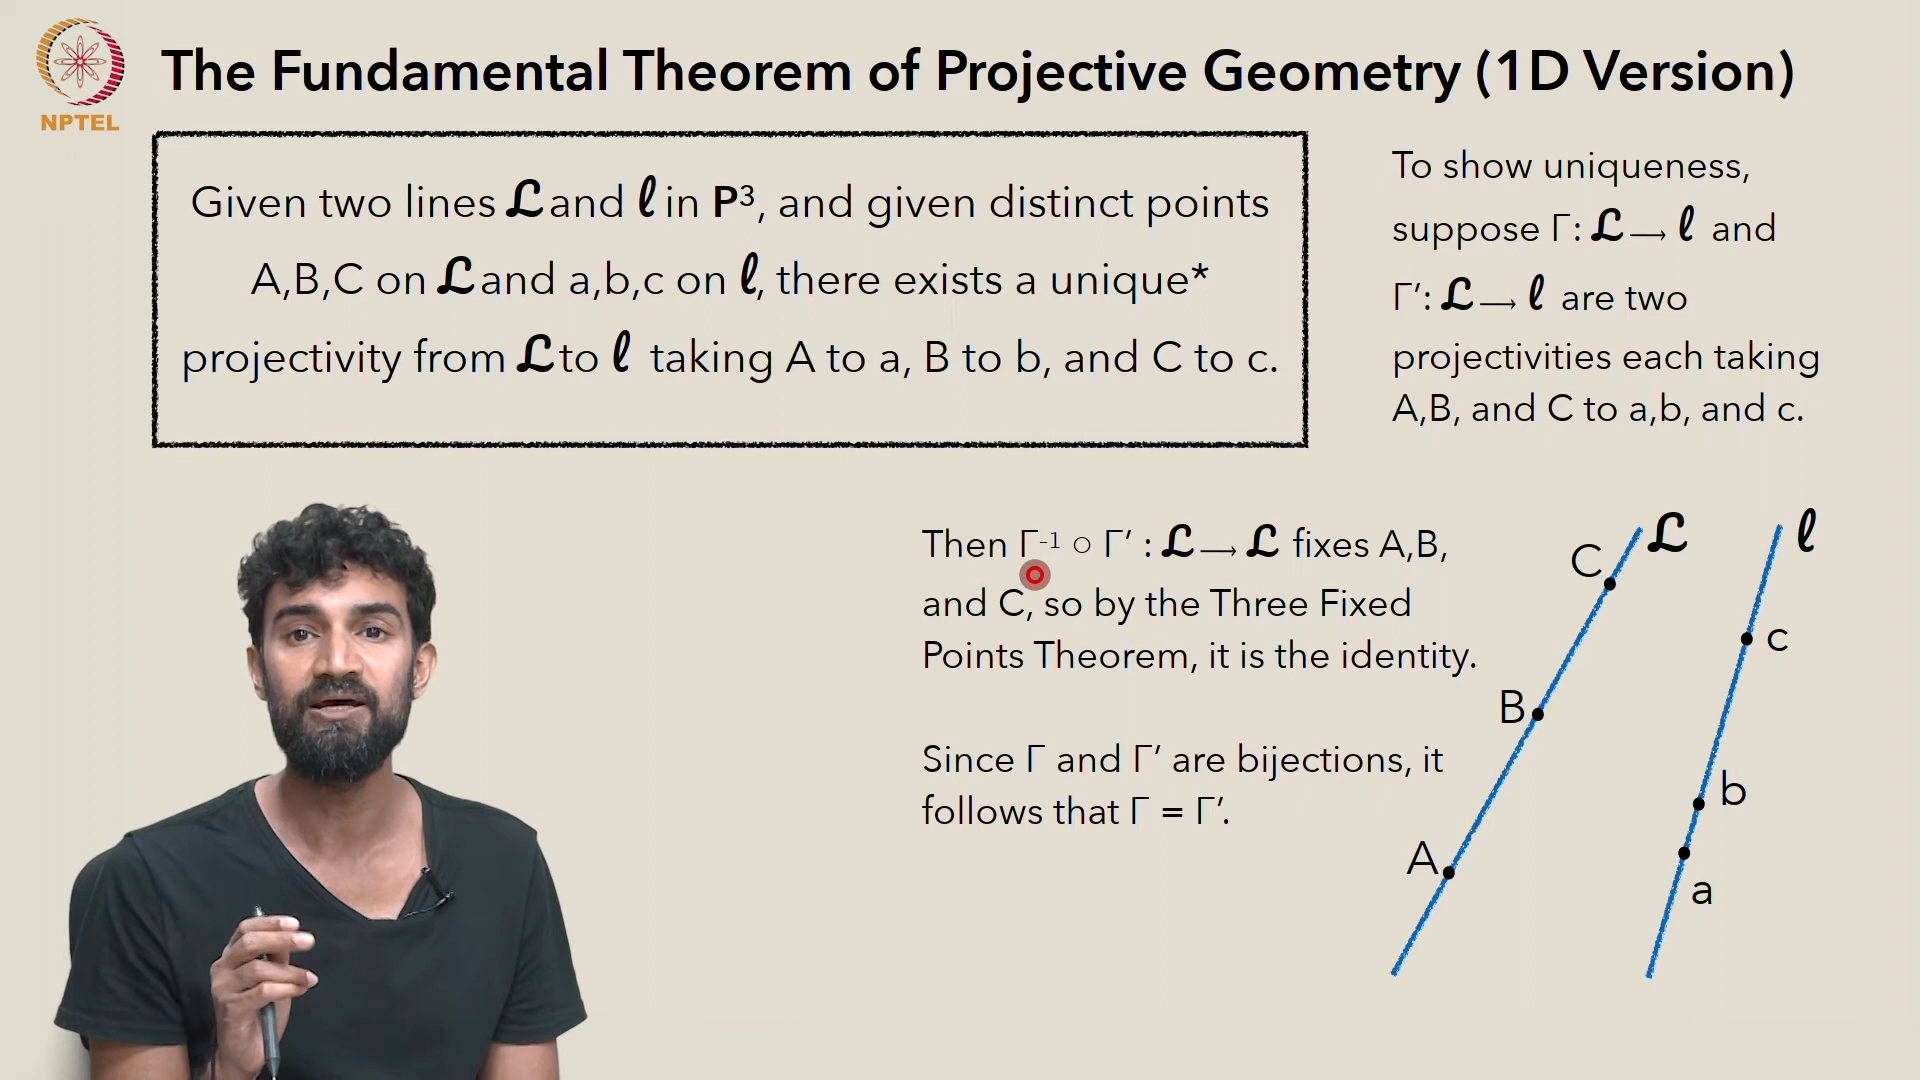 The Fundamental Theorem of Projective Geometry (1D Version)
NPTEL
Given two lines ℒ and ℓ in P³, and given distinct points
A,B,C on ℒ and a,b,c on ℓ, there exists a unique*
projectivity from ℒ to ℓ taking A to a, B to b, and C to c.
To show uniqueness,
suppose Γ: ℒ ⟶ ℓ and
Γ′: ℒ ⟶ ℓ are two
projectivities each taking
A,B, and C to a,b, and c.
Then Γ⁻¹ ○ Γ′ : ℒ ⟶ ℒ fixes A,B,
and C, so by the Three Fixed
Points Theorem, it is the identity.
Since Γ and Γ′ are bijections, it
follows that Γ = Γ′.
ℒ
ℓ
C
c
B
b
A
a